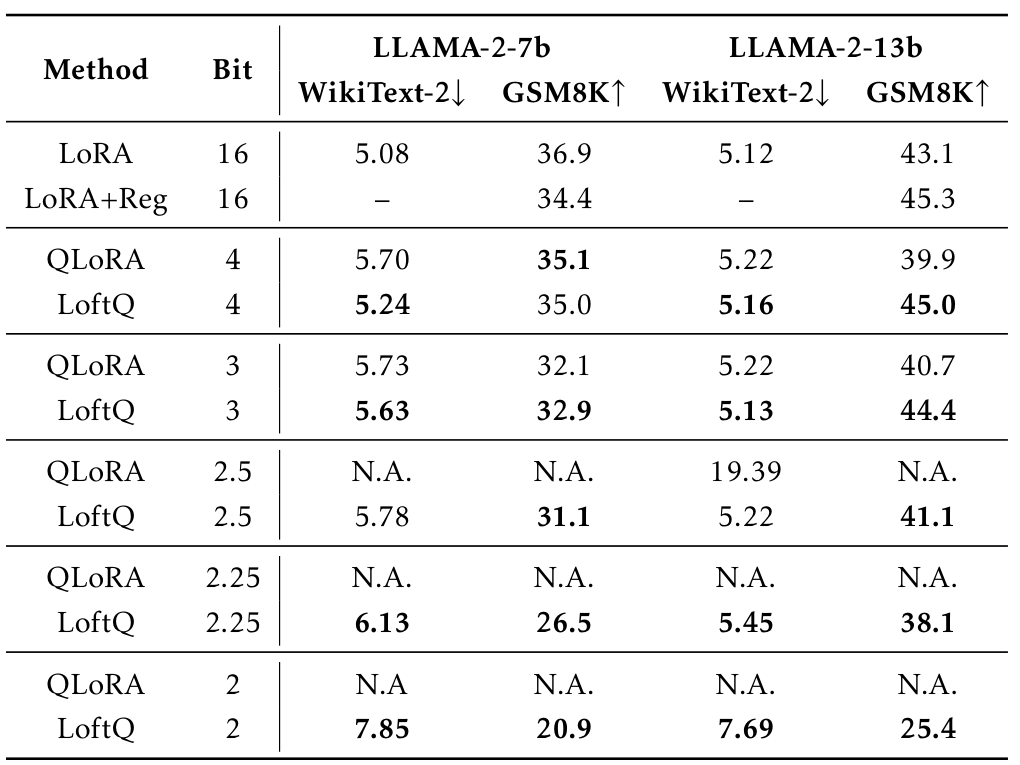 LLAMA-2-7b LLAMA-2-13b
Method Bit
WikiText-2↓ GSM8K↑ WikiText-2↓ GSM8K↑
LoRA 16 5.08 36.9 5.12 43.1
LoRA+Reg 16 – 34.4 – 45.3
QLoRA 4 5.70 35.1 5.22 39.9
LoftQ 4 5.24 35.0 5.16 45.0
QLoRA 3 5.73 32.1 5.22 40.7
LoftQ 3 5.63 32.9 5.13 44.4
QLoRA 2.5 N.A. N.A. 19.39 N.A.
LoftQ 2.5 5.78 31.1 5.22 41.1
QLoRA 2.25 N.A. N.A. N.A. N.A.
LoftQ 2.25 6.13 26.5 5.45 38.1
QLoRA 2 N.A N.A. N.A. N.A.
LoftQ 2 7.85 20.9 7.69 25.4